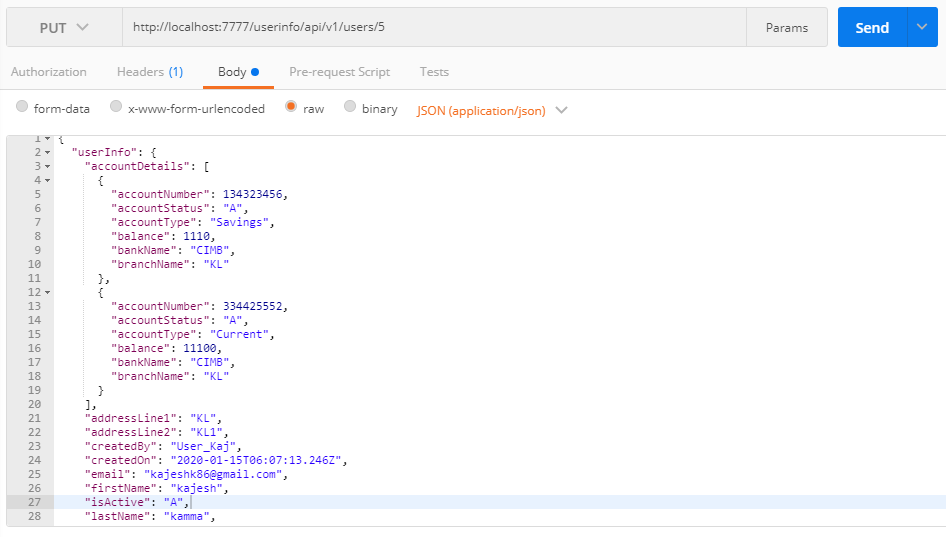 PUT http://localhost:7777/userinfo/api/v1/users/5 Params Send
Authorization Headers (1) Body Pre-request Script Tests
form-data x-www-form-urlencoded raw binary JSON (application/json)
1 {
2 "userInfo": {
3 "accountDetails": [
4 {
5 "accountNumber": 134323456,
6 "accountStatus": "A",
7 "accountType": "Savings",
8 "balance": 1110,
9 "bankName": "CIMB",
10 "branchName": "KL"
11 },
12 {
13 "accountNumber": 334425552,
14 "accountStatus": "A",
15 "accountType": "Current",
16 "balance": 11100,
17 "bankName": "CIMB",
18 "branchName": "KL"
19 }
20 ],
21 "addressLine1": "KL",
22 "addressLine2": "KL1",
23 "createdBy": "User_Kaj",
24 "createdOn": "2020-01-15T06:07:13.246Z",
25 "email": "kajeshk86@gmail.com",
26 "firstName": "kajesh",
27 "isActive": "A",
28 "lastName": "kamma",